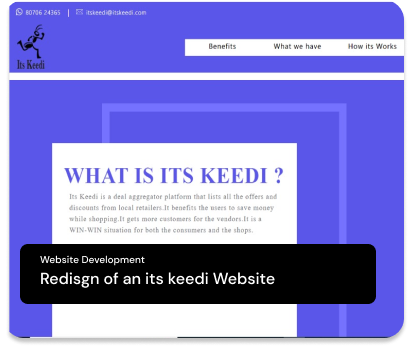 80786 24365 | itskeedi@itskeedi.com
Its Keedi
Benefits What we have How its Works
WHAT IS ITS KEEDI ?
Its Keedi is a deal aggregator platform that lists all the offers and
discounts from local retailers.It benefits the users to save money
while shopping.It gets more customers for the vendors.It is a
WIN-WIN situation for both the consumers and the shops.
Website Development
Redisgn of an its keedi Website